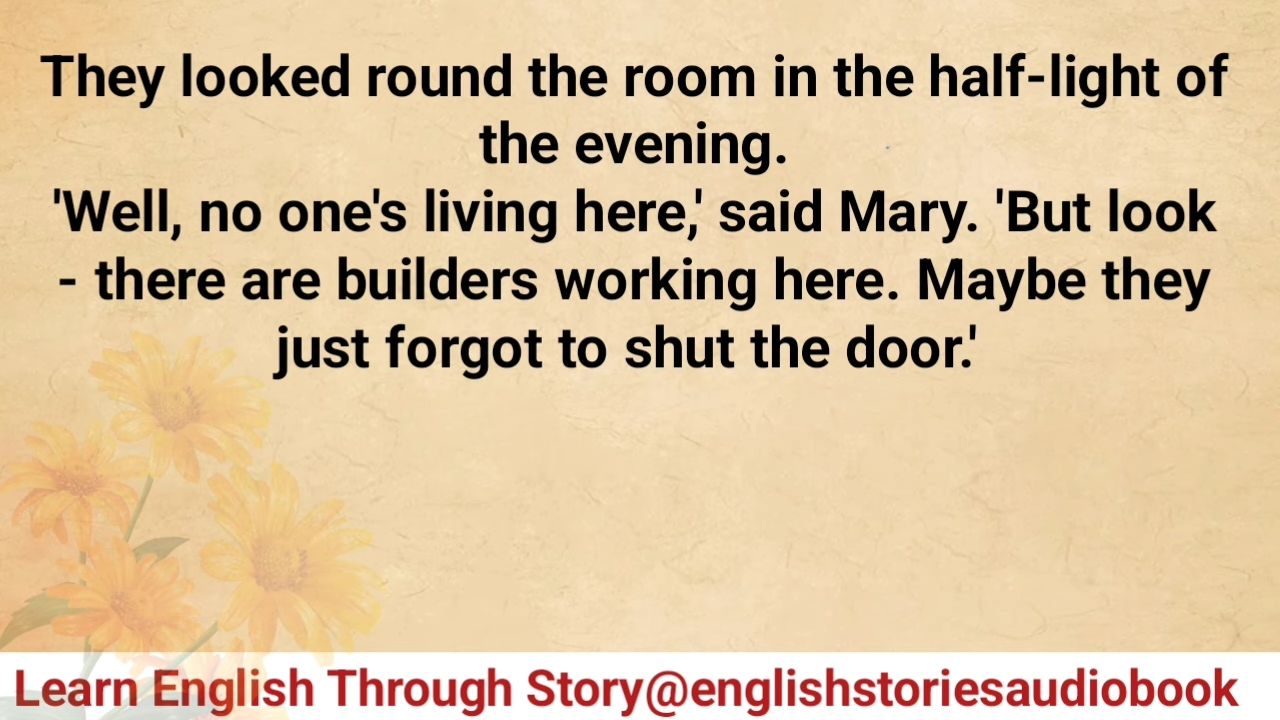 They looked round the room in the half-light of
the evening.
'Well, no one's living here,' said Mary. 'But look
- there are builders working here. Maybe they
just forgot to shut the door.'
Learn English Through Story@englishstoriesaudiobook